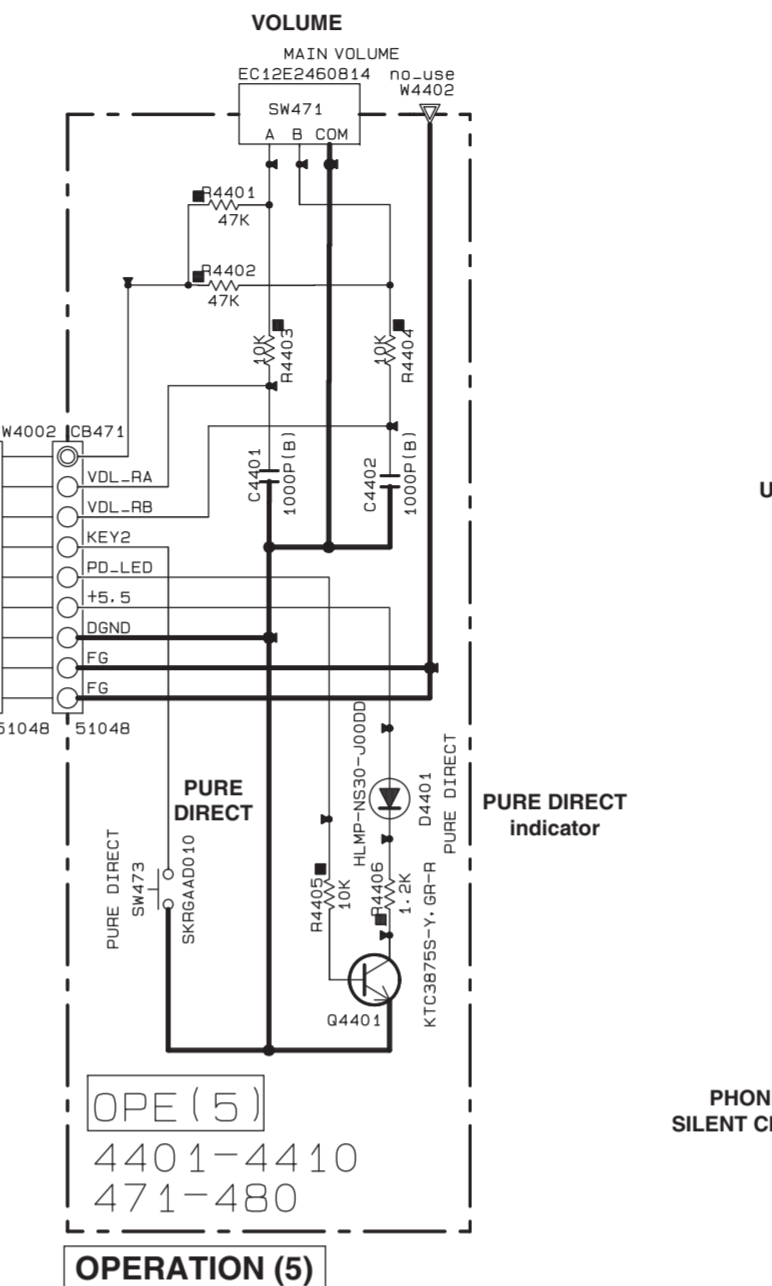 VOLUME
MAIN VOLUME
EC12E2460814 no_use
W4402
SW471
A B COM
R4401
47K
R4402
47K
10K
R4403
10K
R4404
W4002 CB471
C4401
1000P(B)
C4402
1000P(B)
VDL_RA
VDL_RB
KEY2
PD_LED
+5.5
DGND
FG
FG
51048 51048
HLMP-NS30-J00DD
D4401
PURE DIRECT
PURE DIRECT
indicator
PURE
DIRECT
PURE DIRECT
SW473
SKRGAAD010
R4405
10K
R4406
1.2K
KTC3875S-Y.GR-R
Q4401
U
OPE(5)
4401-4410
471-480
PHON
SILENT C
OPERATION (5)